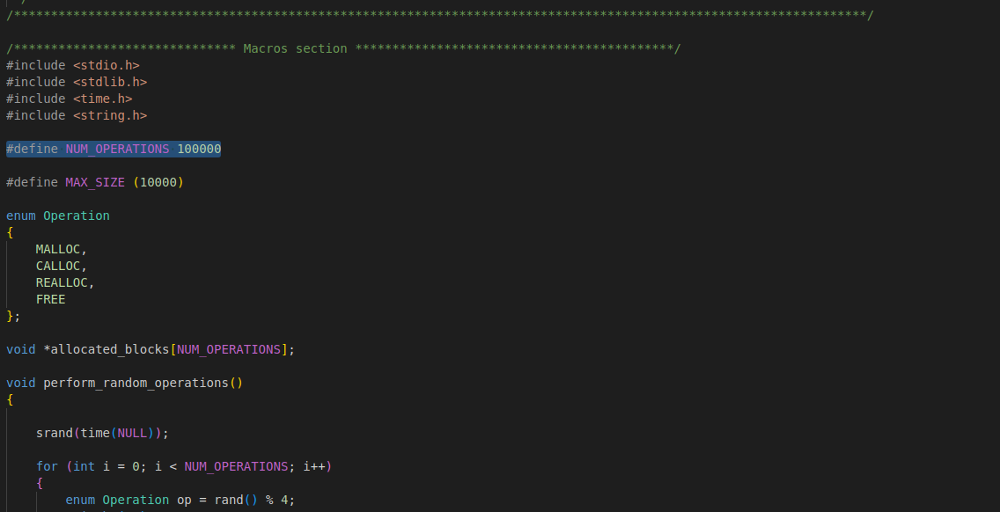 /
/*******************************************************************************************************************/

/****************************** Macros section *******************************************/
#include <stdio.h>
#include <stdlib.h>
#include <time.h>
#include <string.h>

#define NUM_OPERATIONS 100000

#define MAX_SIZE (10000)

enum Operation
{
    MALLOC,
    CALLOC,
    REALLOC,
    FREE
};

void *allocated_blocks[NUM_OPERATIONS];

void perform_random_operations()
{

    srand(time(NULL));

    for (int i = 0; i < NUM_OPERATIONS; i++)
    {
        enum Operation op = rand() % 4;